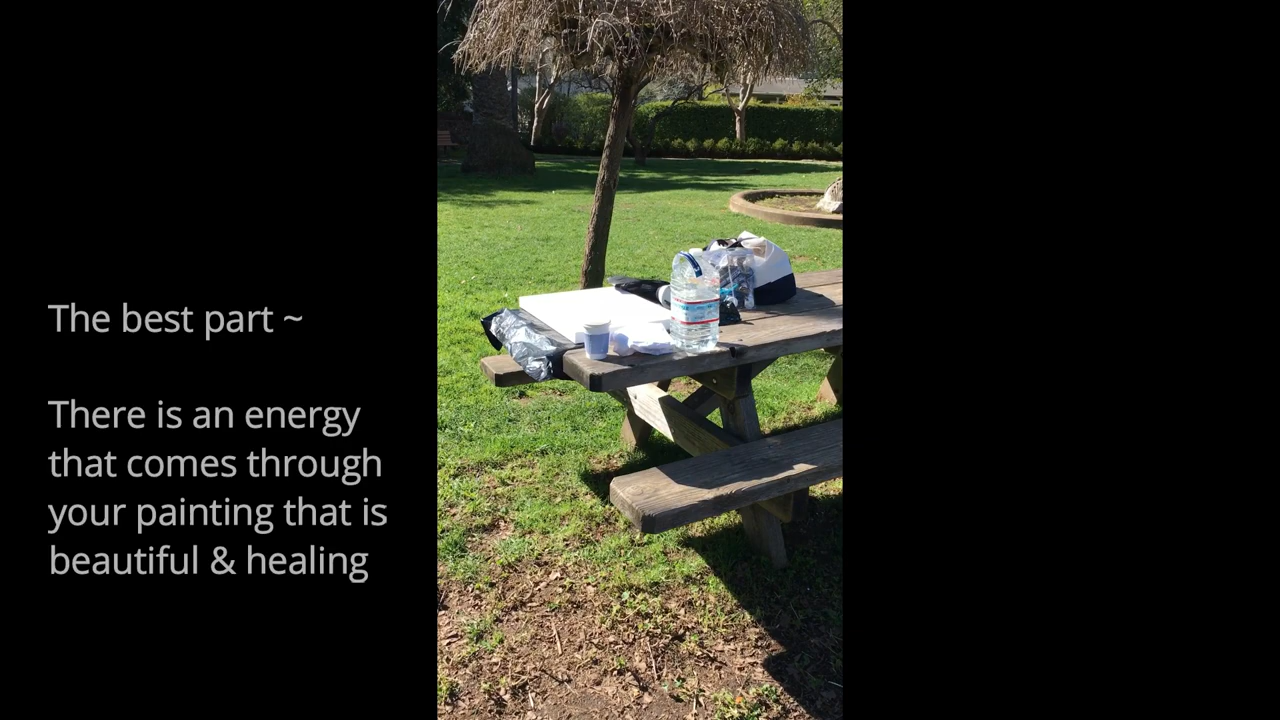 The best part ~
There is an energy
that comes through
your painting that is
beautiful & healing